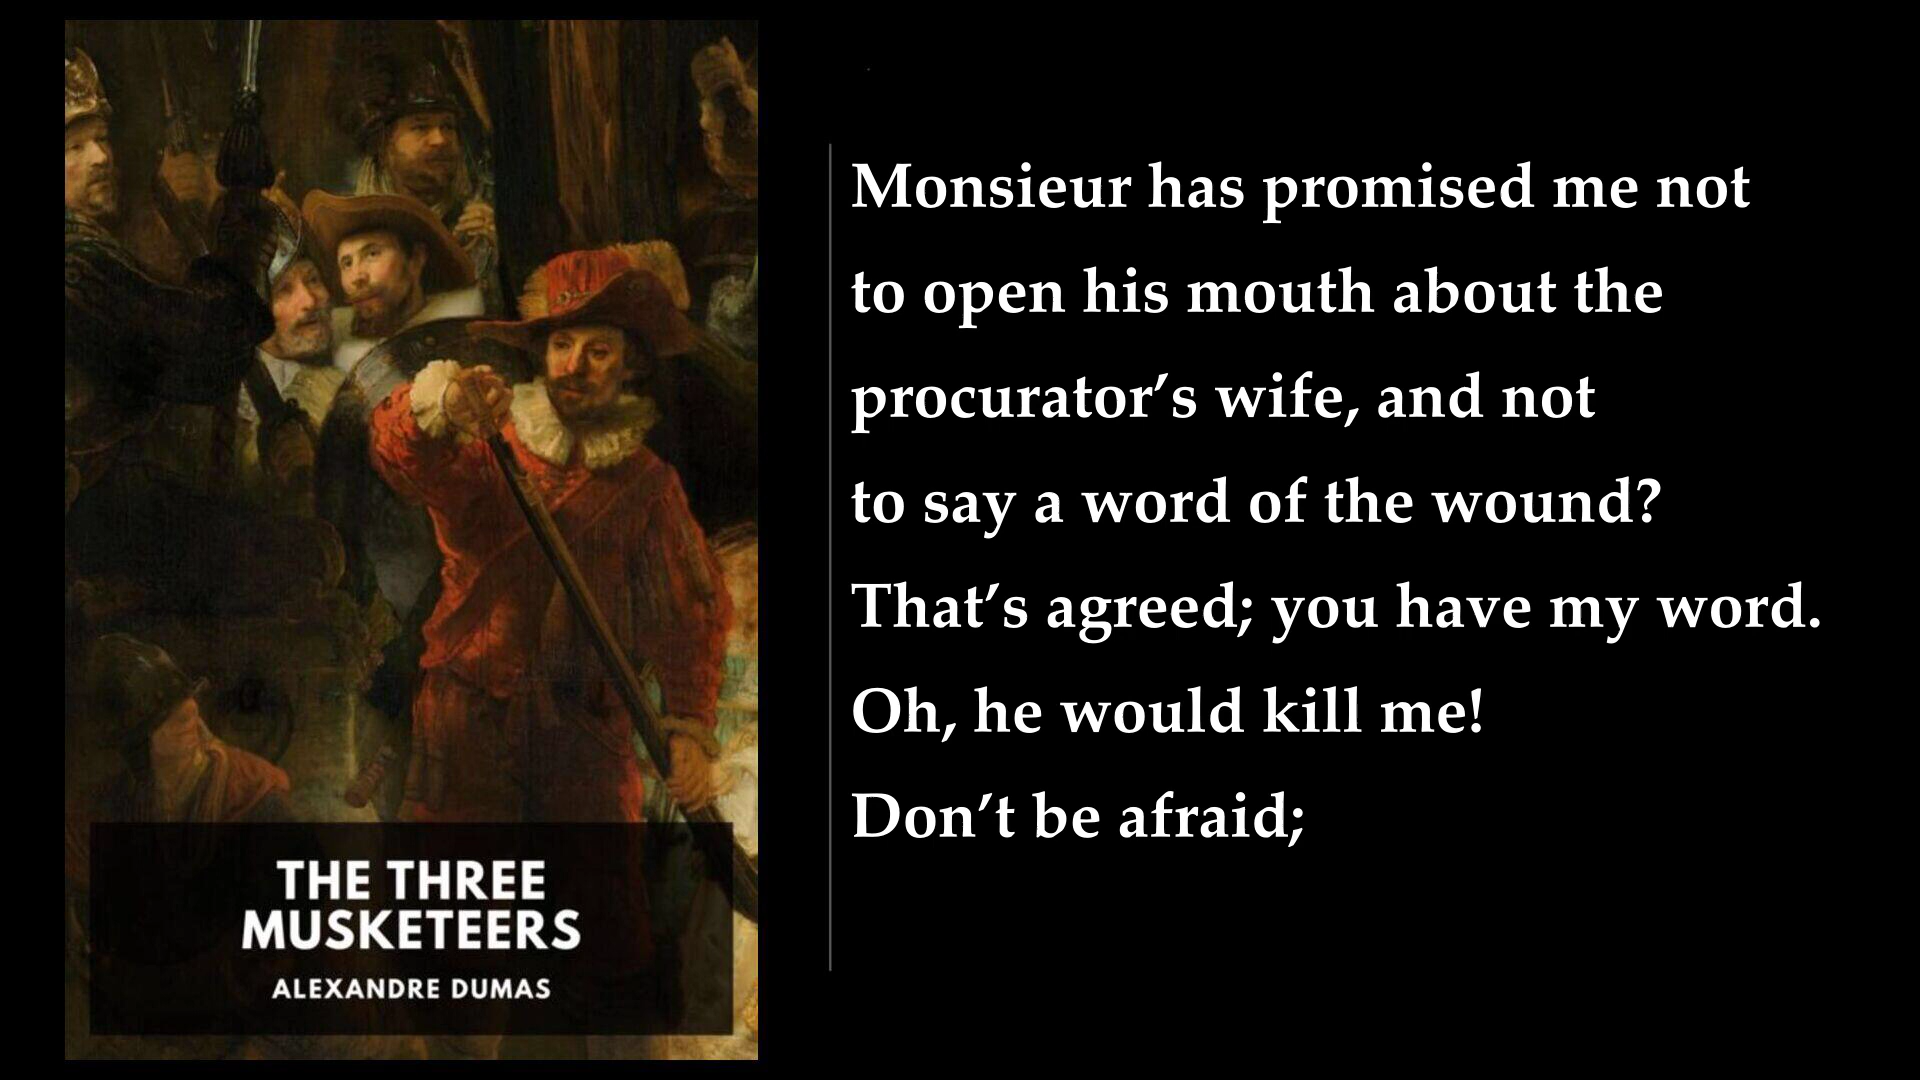 THE THREE
MUSKETEERS
ALEXANDRE DUMAS
Monsieur has promised me not
to open his mouth about the
procurator’s wife, and not
to say a word of the wound?
That’s agreed; you have my word.
Oh, he would kill me!
Don’t be afraid;